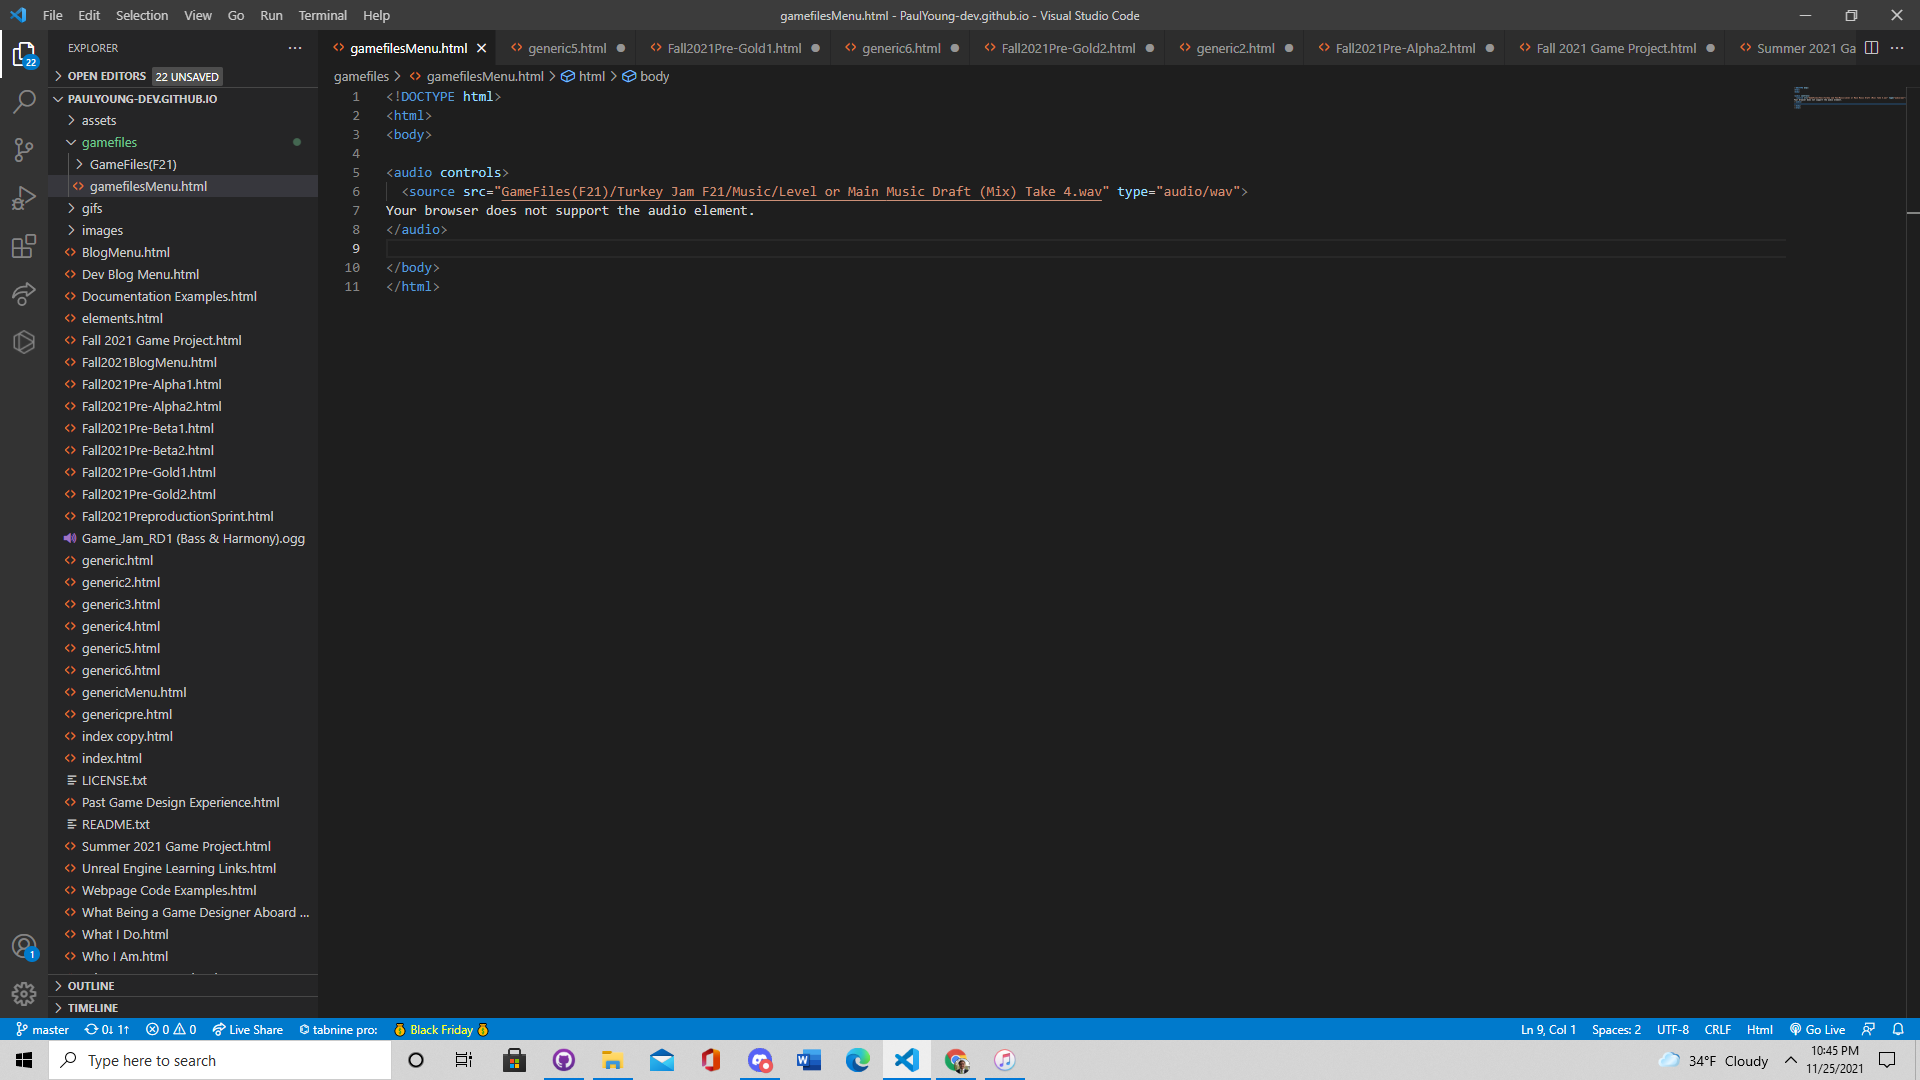 File Edit Selection View Go Run Terminal Help
gamefilesMenu.html - PaulYoung-dev.github.io - Visual Studio Code
EXPLORER
gamefilesMenu.html generic5.html Fall2021Pre-Gold1.html generic6.html Fall2021Pre-Gold2.html generic2.html Fall2021Pre-Alpha2.html Fall 2021 Game Project.html Summer 2021 Ga
22
OPEN EDITORS 22 UNSAVED
gamefiles > gamefilesMenu.html > html > body
PAULYOUNG-DEV.GITHUB.IO
assets
gamefiles
GameFiles(F21)
gamefilesMenu.html
gifs
images
BlogMenu.html
Dev Blog Menu.html
Documentation Examples.html
elements.html
Fall 2021 Game Project.html
Fall2021BlogMenu.html
Fall2021Pre-Alpha1.html
Fall2021Pre-Alpha2.html
Fall2021Pre-Beta1.html
Fall2021Pre-Beta2.html
Fall2021Pre-Gold1.html
Fall2021Pre-Gold2.html
Fall2021PreproductionSprint.html
Game_Jam_RD1 (Bass & Harmony).ogg
generic.html
generic2.html
generic3.html
generic4.html
generic5.html
generic6.html
genericMenu.html
genericpre.html
index copy.html
index.html
LICENSE.txt
Past Game Design Experience.html
README.txt
Summer 2021 Game Project.html
Unreal Engine Learning Links.html
Webpage Code Examples.html
What Being a Game Designer Aboard ...
What I Do.html
Who I Am.html
OUTLINE
TIMELINE
1 <!DOCTYPE html>
2 <html>
3 <body>
4
5 <audio controls>
6 <source src="GameFiles(F21)/Turkey Jam F21/Music/Level or Main Music Draft (Mix) Take 4.wav" type="audio/wav">
7 Your browser does not support the audio element.
8 </audio>
9
10 </body>
11 </html>
1
master 0↓ 1↑ 0 0 Live Share tabnine pro: Black Friday
Ln 9, Col 1 Spaces: 2 UTF-8 CRLF Html Go Live
Type here to search
34°F Cloudy
10:45 PM
11/25/2021